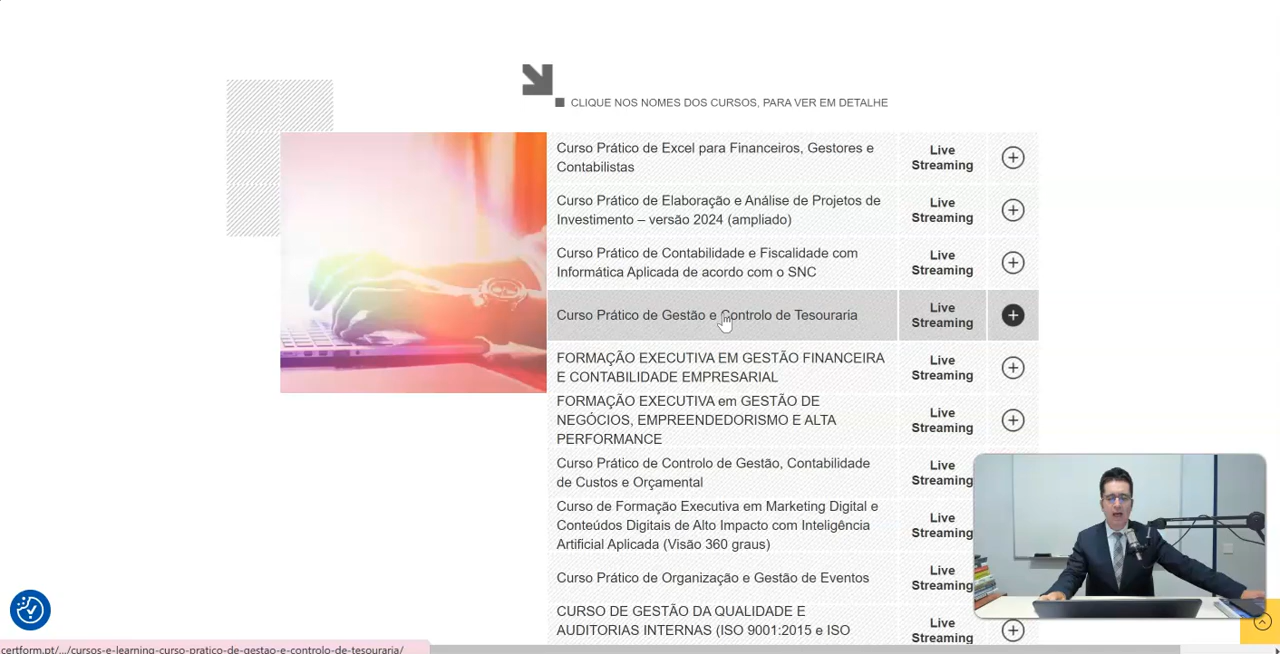 CLIQUE NOS NOMES DOS CURSOS, PARA VER EM DETALHE
Curso Prático de Excel para Financeiros, Gestores e
Contabilistas
Live
Streaming
Curso Prático de Elaboração e Análise de Projetos de
Investimento – versão 2024 (ampliado)
Live
Streaming
Curso Prático de Contabilidade e Fiscalidade com
Informática Aplicada de acordo com o SNC
Live
Streaming
Curso Prático de Gestão e Controlo de Tesouraria
Live
Streaming
FORMAÇÃO EXECUTIVA EM GESTÃO FINANCEIRA
E CONTABILIDADE EMPRESARIAL
Live
Streaming
FORMAÇÃO EXECUTIVA em GESTÃO DE
NEGÓCIOS, EMPREENDEDORISMO E ALTA
PERFORMANCE
Live
Streaming
Curso Prático de Controlo de Gestão, Contabilidade
de Custos e Orçamental
Live
Streaming
Curso de Formação Executiva em Marketing Digital e
Conteúdos Digitais de Alto Impacto com Inteligência
Artificial Aplicada (Visão 360 graus)
Live
Streaming
Curso Prático de Organização e Gestão de Eventos
Live
Streaming
CURSO DE GESTÃO DA QUALIDADE E
AUDITORIAS INTERNAS (ISO 9001:2015 e ISO
Live
Streaming
certform.pt/.../cursos-e-learning-curso-pratico-de-gestao-e-controlo-de-tesouraria/